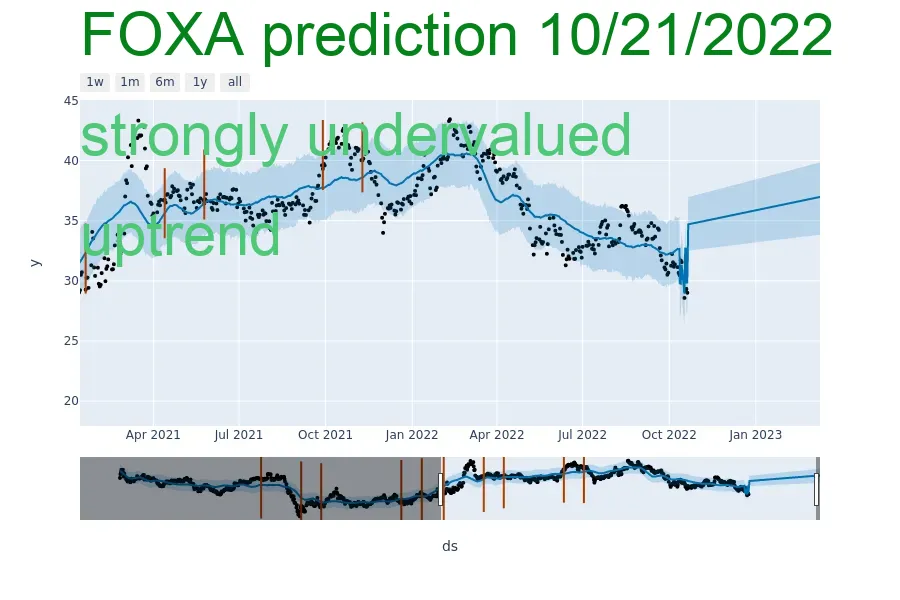 FOXA prediction 10/21/2022
1w 1m 6m 1y all
45
strongly undervalued
40
35
uptrend
y
30
25
20
Apr 2021 Jul 2021 Oct 2021 Jan 2022 Apr 2022 Jul 2022 Oct 2022 Jan 2023
ds